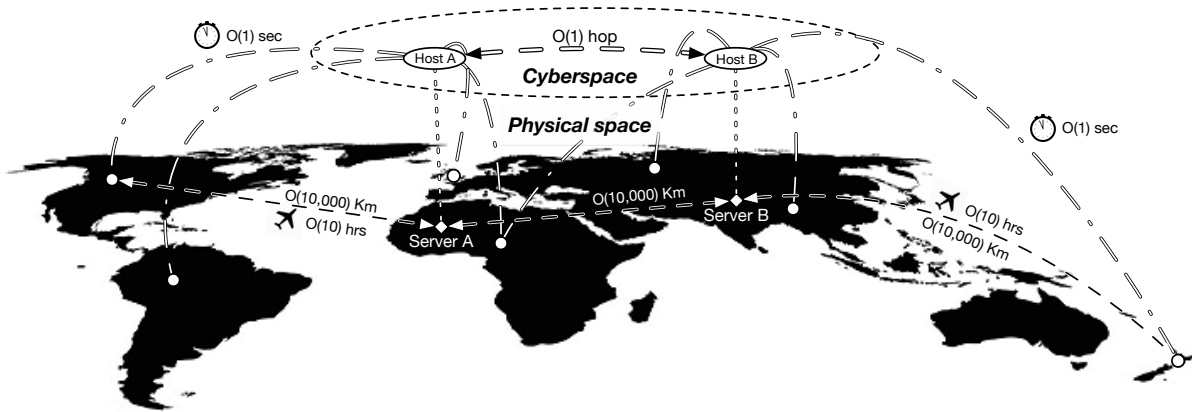 O(1) sec
O(1) hop
Host A
Host B
Cyberspace
Physical space
O(1) sec
O(10,000) Km
O(10) hrs
O(10,000) Km
Server A
Server B
O(10) hrs
O(10,000) Km